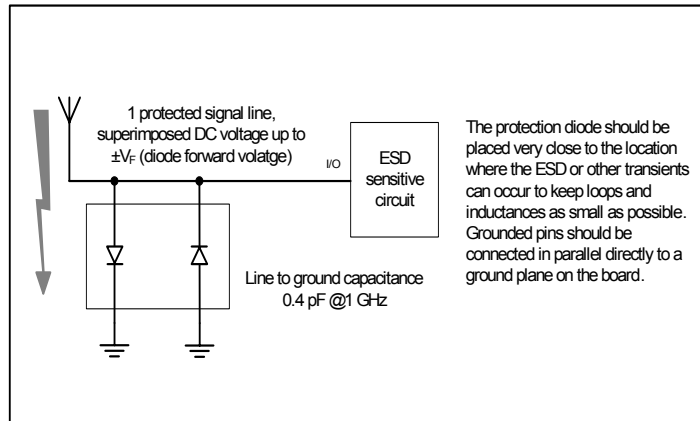 1 protected signal line,
superimposed DC voltage up to
±VF (diode forward volatge)
I/O
ESD
sensitive
circuit
Line to ground capacitance
0.4 pF @1 GHz
The protection diode should be
placed very close to the location
where the ESD or other transients
can occur to keep loops and
inductances as small as possible.
Grounded pins should be
connected in parallel directly to a
ground plane on the board.